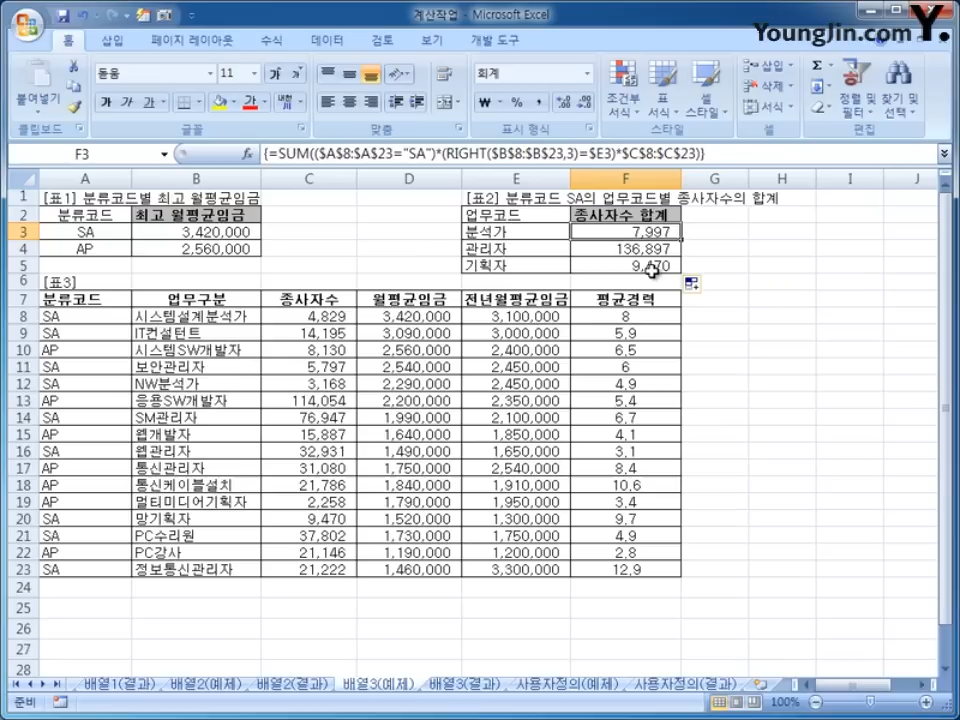 계산작업 - Microsoft Excel
YoungJin.com Y.
홈 삽입 페이지 레이아웃 수식 데이터 검토 보기 개발 도구
붙여넣기 돋움 11 가 가 가 가 간 가 내천 회계 % 조건부 서식 표 서식 셀 스타일 삽입 삭제 서식 Σ 정렬 및 필터 찾기 및 선택
클립보드 글꼴 맞춤 표시 형식 스타일 셀 편집
F3 fx {=SUM(($A$8:$A$23="SA")*(RIGHT($B$8:$B$23,3)=$E3)*$C$8:$C$23)}
A B C D E F G H I J
1 [표1] 분류코드별 최고 월평균임금 [표2] 분류코드 SA의 업무코드별 종사자수의 합계
2 분류코드 최고 월평균임금 업무코드 종사자수 합계
3 SA 3,420,000 분석가 7,997
4 AP 2,560,000 관리자 136,897
5 기획자 9,470
6 [표3]
7 분류코드 업무구분 종사자수 월평균임금 전년월평균임금 평균경력
8 SA 시스템설계분석가 4,829 3,420,000 3,100,000 8
9 SA IT컨설턴트 14,195 3,090,000 3,000,000 5.9
10 AP 시스템SW개발자 8,130 2,560,000 2,400,000 6.5
11 SA 보안관리자 5,797 2,540,000 2,450,000 6
12 SA NW분석가 3,168 2,290,000 2,450,000 4.9
13 AP 응용SW개발자 114,054 2,200,000 2,350,000 5.4
14 SA SM관리자 76,947 1,990,000 2,100,000 6.7
15 AP 웹개발자 15,887 1,640,000 1,850,000 4.1
16 SA 웹관리자 32,931 1,490,000 1,650,000 3.1
17 AP 통신관리자 31,080 1,750,000 2,540,000 8.4
18 AP 통신케이블설치 21,786 1,840,000 1,910,000 10.6
19 AP 멀티미디어기획자 2,258 1,790,000 1,950,000 3.4
20 SA 망기획자 9,470 1,520,000 1,300,000 9.7
21 SA PC수리원 37,802 1,730,000 1,750,000 4.9
22 AP PC강사 21,146 1,190,000 1,200,000 2.8
23 SA 정보통신관리자 21,222 1,460,000 3,300,000 12.9
24
25
26
27
28
배열1(결과) 배열2(예제) 배열2(결과) 배열3(예제) 배열3(결과) 사용자정의(예제) 사용자정의(결과)
준비 100%